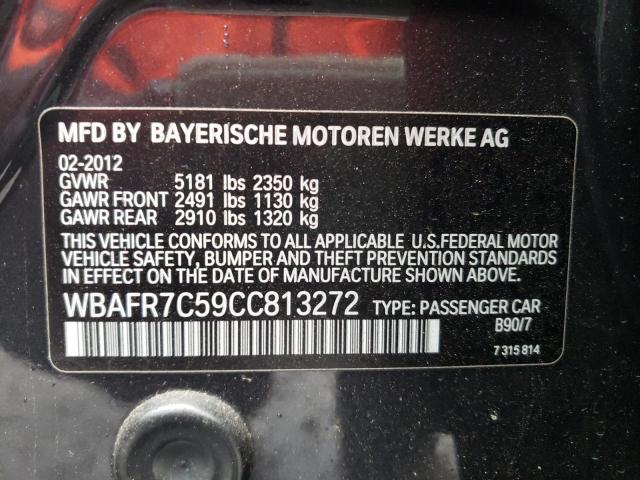 MFD BY BAYERISCHE MOTOREN WERKE AG
02-2012
GVWR 5181 lbs 2350 kg
GAWR FRONT 2491 lbs 1130 kg
GAWR REAR 2910 lbs 1320 kg
THIS VEHICLE CONFORMS TO ALL APPLICABLE U.S.FEDERAL MOTOR
VEHICLE SAFETY, BUMPER AND THEFT PREVENTION STANDARDS
IN EFFECT ON THE DATE OF MANUFACTURE SHOWN ABOVE.
WBAFR7C59CC813272 TYPE: PASSENGER CAR
B90/7
7 315 814